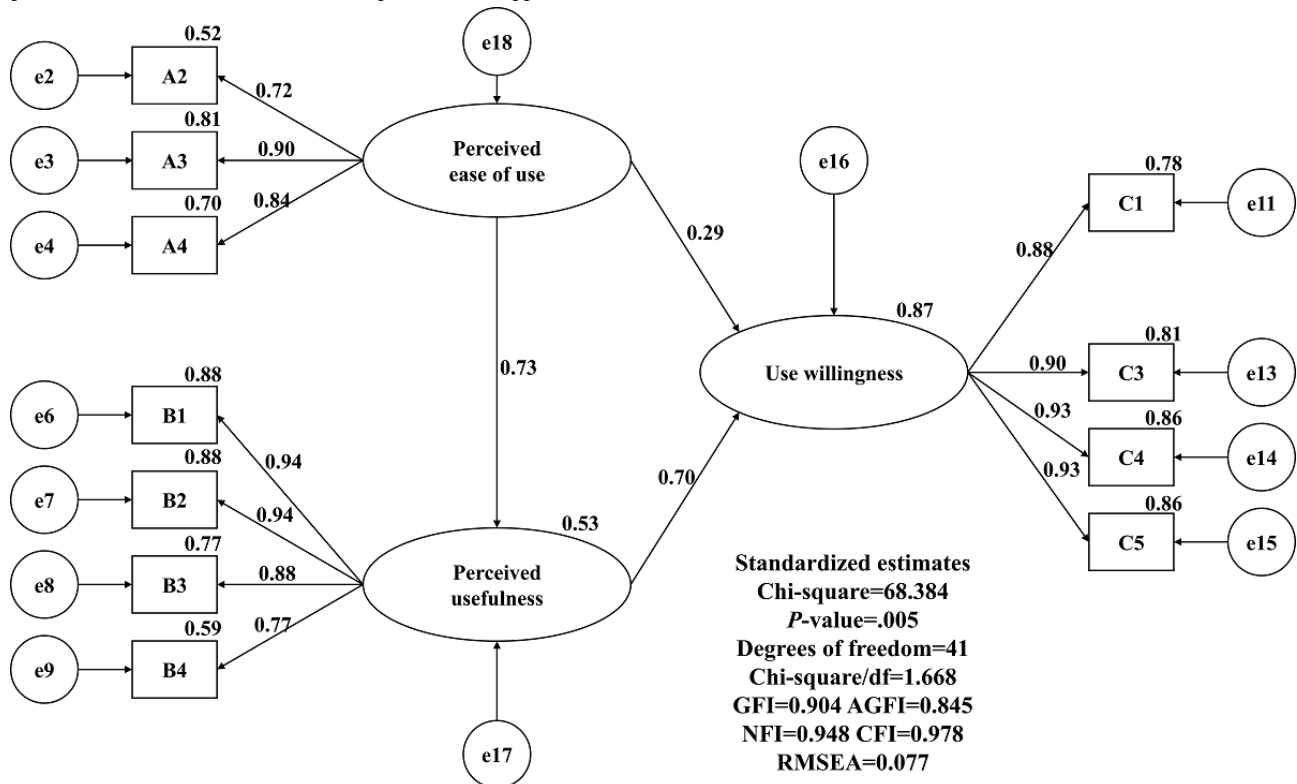 0.52
e18
e2
A2
0.72
0.81
e3
A3
0.90
Perceived
ease of use
e16
0.78
0.70
0.84
C1
e11
e4
A4
0.29
0.88
0.87
0.81
0.73
Use willingness
0.90
C3
e13
0.88
e6
B1
0.93
0.86
0.94
C4
e14
0.88
0.70
0.93
e7
B2
0.94
0.53
0.86
0.77
C5
e15
e8
B3
0.88
Perceived
usefulness
0.59
0.77
e9
B4
Standardized estimates
Chi-square=68.384
P-value=.005
Degrees of freedom=41
Chi-square/df=1.668
GFI=0.904 AGFI=0.845
NFI=0.948 CFI=0.978
RMSEA=0.077
e17